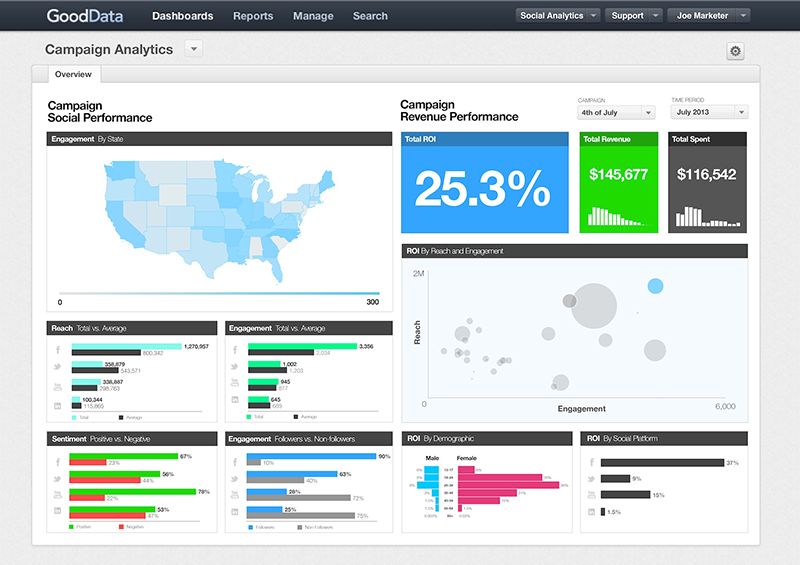 GoodData Dashboards Reports Manage Search Social Analytics Support Joe Marketer
Campaign Analytics
Overview
Campaign
Social Performance
Engagement By State
0 300
Reach Total vs. Average
1,270,957
800,342
358,879
543,571
338,887
298,763
100,344
115,865
Total Average
Engagement Total vs. Average
3,356
2,034
1,002
1,203
945
877
645
689
Total Average
Sentiment Positive vs. Negative
67%
23%
56%
44%
78%
22%
53%
47%
Positive Negative
Engagement Followers vs. Non-followers
90%
10%
63%
40%
28%
72%
25%
75%
Followers Non-Followers
Campaign
Revenue Performance
CAMPAIGN
4th of July
TIME PERIOD
July 2013
Total ROI
25.3%
Total Revenue
$145,677
Total Spent
$116,542
ROI By Reach and Engagement
2M
Reach
0
Engagement
6,000
ROI By Demographic
Male Female
ROI By Social Platform
37%
9%
15%
1.5%